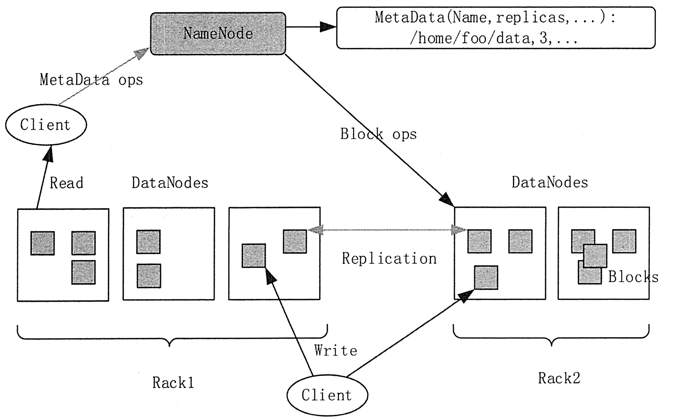 MetaData(Name,replicas,...):
/home/foo/data,3,...
NameNode
MetaData ops
Client
Block ops
Read
DataNodes
DataNodes
Replication
Blocks
Write
Rack1
Client
Rack2